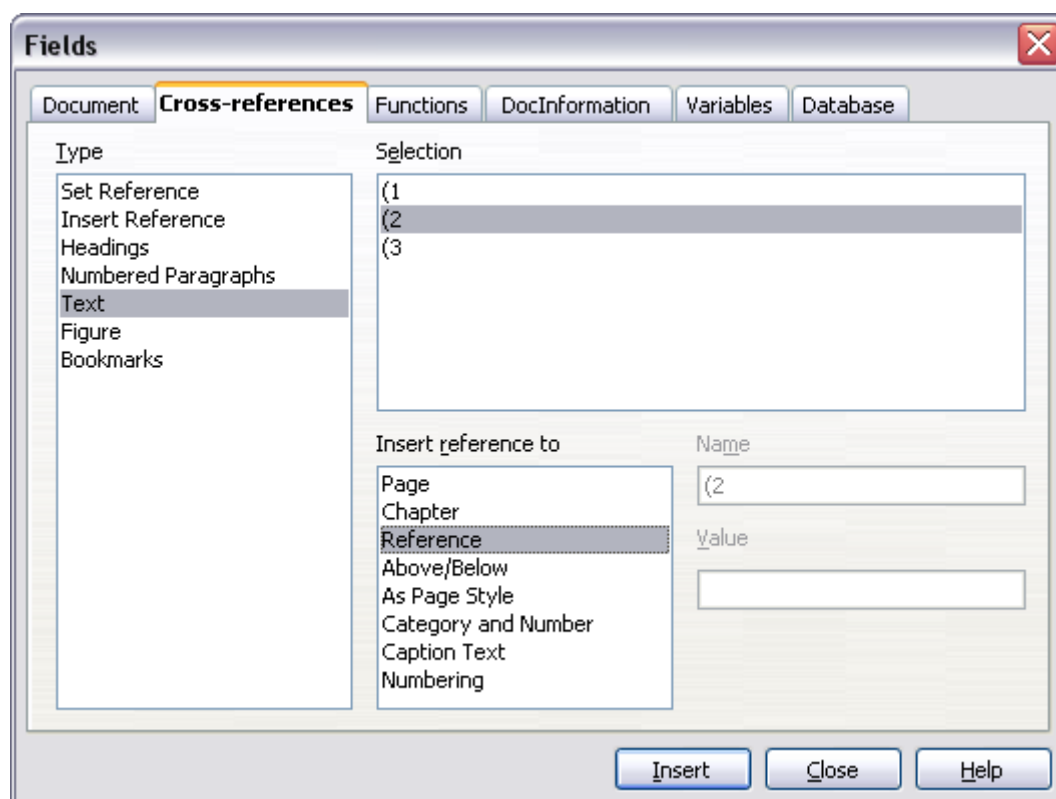 Fields
Document Cross-references Functions DocInformation Variables Database
Type
Set Reference
Insert Reference
Headings
Numbered Paragraphs
Text
Figure
Bookmarks
Selection
(1
(2
(3
Insert reference to
Page
Chapter
Reference
Above/Below
As Page Style
Category and Number
Caption Text
Numbering
Name
(2
Value
Insert Close Help